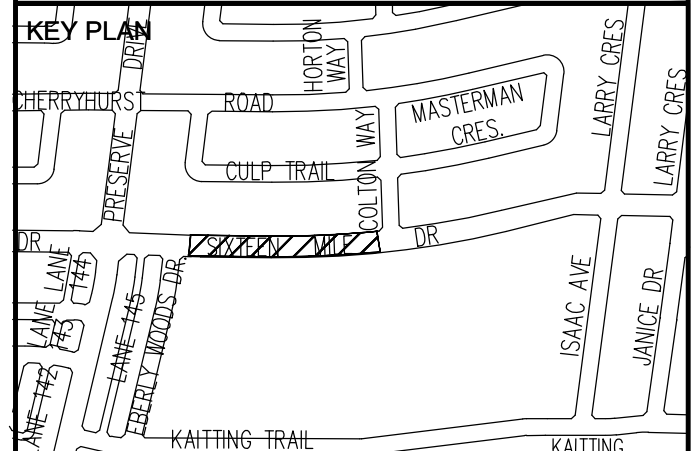 KEY PLAN
DRI
HORTON
WAY
LARRY CRES
LARRY CRES
CHERRYHURST
ROAD
MASTERMAN
CRES.
PRESERVE
COLTON WAY
CULP TRAIL
DR
SIXTEEN MILE
DR
LANE
144
LANE
143
LANE 145
EBERLY WOODS DR.
ISAAC AVE
JANICE DR
LANE 142
KAITTING TRAIL
KAITTING